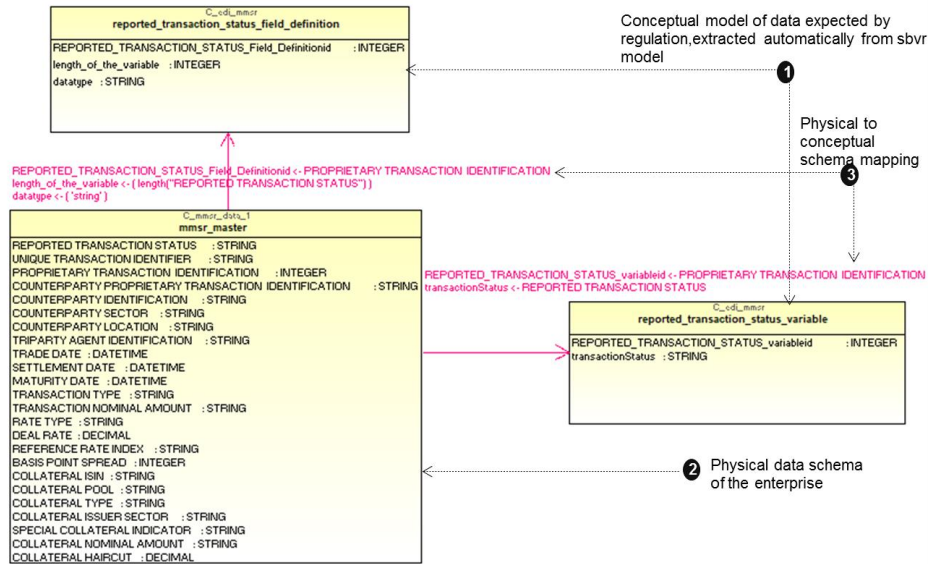 C_cdi_mmsr
reported_transaction_status_field_definition
REPORTED_TRANSACTION_STATUS_Field_Definitionid : INTEGER
length_of_the_variable : INTEGER
datatype : STRING
Conceptual model of data expected by
regulation,extracted automatically from sbvr
model
1
Physical to
conceptual
schema mapping
3
REPORTED_TRANSACTION_STATUS_Field_Definitionid <- PROPRIETARY TRANSACTION IDENTIFICATION
length_of_the_variable <- ( length("REPORTED TRANSACTION STATUS") )
datatype <- ( 'string' )
C_mmsr_data_1
mmsr_master
REPORTED TRANSACTION STATUS : STRING
UNIQUE TRANSACTION IDENTIFIER : STRING
PROPRIETARY TRANSACTION IDENTIFICATION : INTEGER
COUNTERPARTY PROPRIETARY TRANSACTION IDENTIFICATION : STRING
COUNTERPARTY IDENTIFICATION : STRING
COUNTERPARTY SECTOR : STRING
COUNTERPARTY LOCATION : STRING
TRIPARTY AGENT IDENTIFICATION : STRING
TRADE DATE : DATETIME
SETTLEMENT DATE : DATETIME
MATURITY DATE : DATETIME
TRANSACTION TYPE : STRING
TRANSACTION NOMINAL AMOUNT : STRING
RATE TYPE : STRING
DEAL RATE : DECIMAL
REFERENCE RATE INDEX : STRING
BASIS POINT SPREAD : INTEGER
COLLATERAL ISIN : STRING
COLLATERAL POOL : STRING
COLLATERAL TYPE : STRING
COLLATERAL ISSUER SECTOR : STRING
SPECIAL COLLATERAL INDICATOR : STRING
COLLATERAL NOMINAL AMOUNT : STRING
COLLATERAL HAIRCUT : DECIMAL
REPORTED_TRANSACTION_STATUS_variableid <- PROPRIETARY TRANSACTION IDENTIFICATION
transactionStatus <- REPORTED TRANSACTION STATUS
C_cdi_mmsr
reported_transaction_status_variable
REPORTED_TRANSACTION_STATUS_variableid : INTEGER
transactionStatus : STRING
2
Physical data schema
of the enterprise